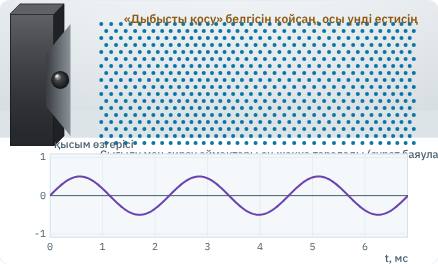 «Дыбысты қосу» белгісін қойсаң, осы үнді естисің
қысым өзгерісі
1
0
-1
0 1 2 3 4 5 6
t, мс